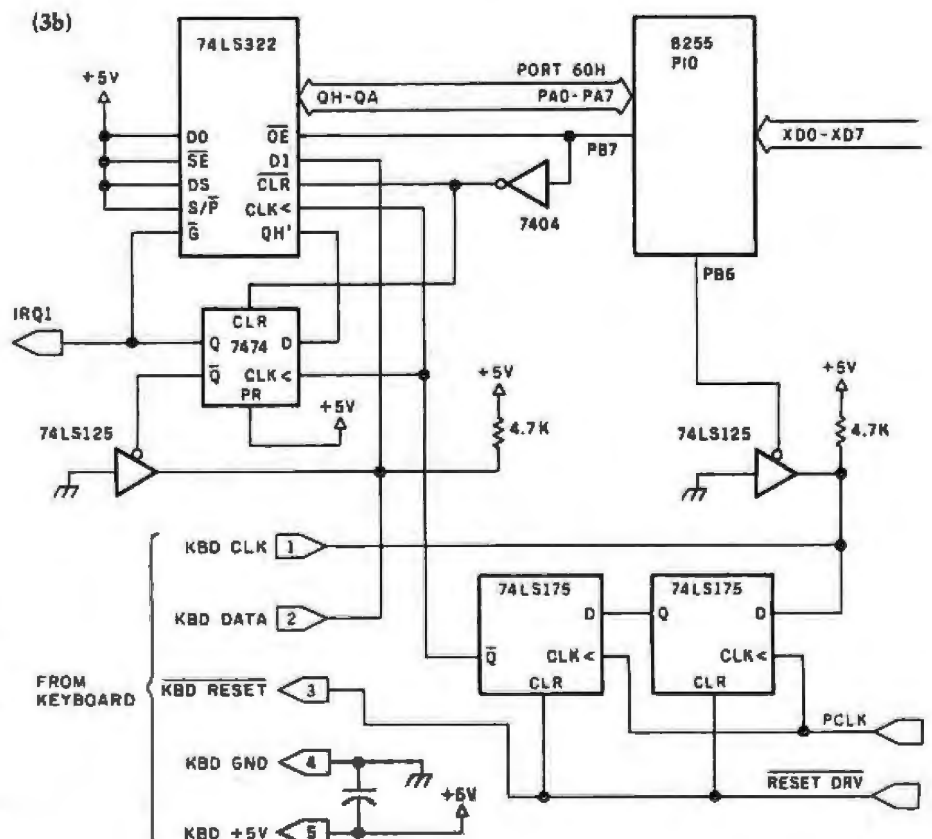 (3b)
74LS322
8255
PIO
+5V
PORT 60H
QH-QA
PA0-PA7
XD0-XD7
D0
OE
PB7
SE
D1
DS
CLR
S/P
CLK<
7404
G
QH'
PB6
IRQ1
CLR
Q
7474
D
Q
CLK<
PR
+5V
+5V
+5V
4.7K
4.7K
74LS125
74LS125
KBD CLK
1
74LS175
74LS175
KBD DATA
2
D
Q
D
Q
CLK<
CLK<
FROM
KEYBOARD
KBD RESET
3
CLR
CLR
PCLK
KBD GND
4
RESET DRV
+5V
KBD +5V
5